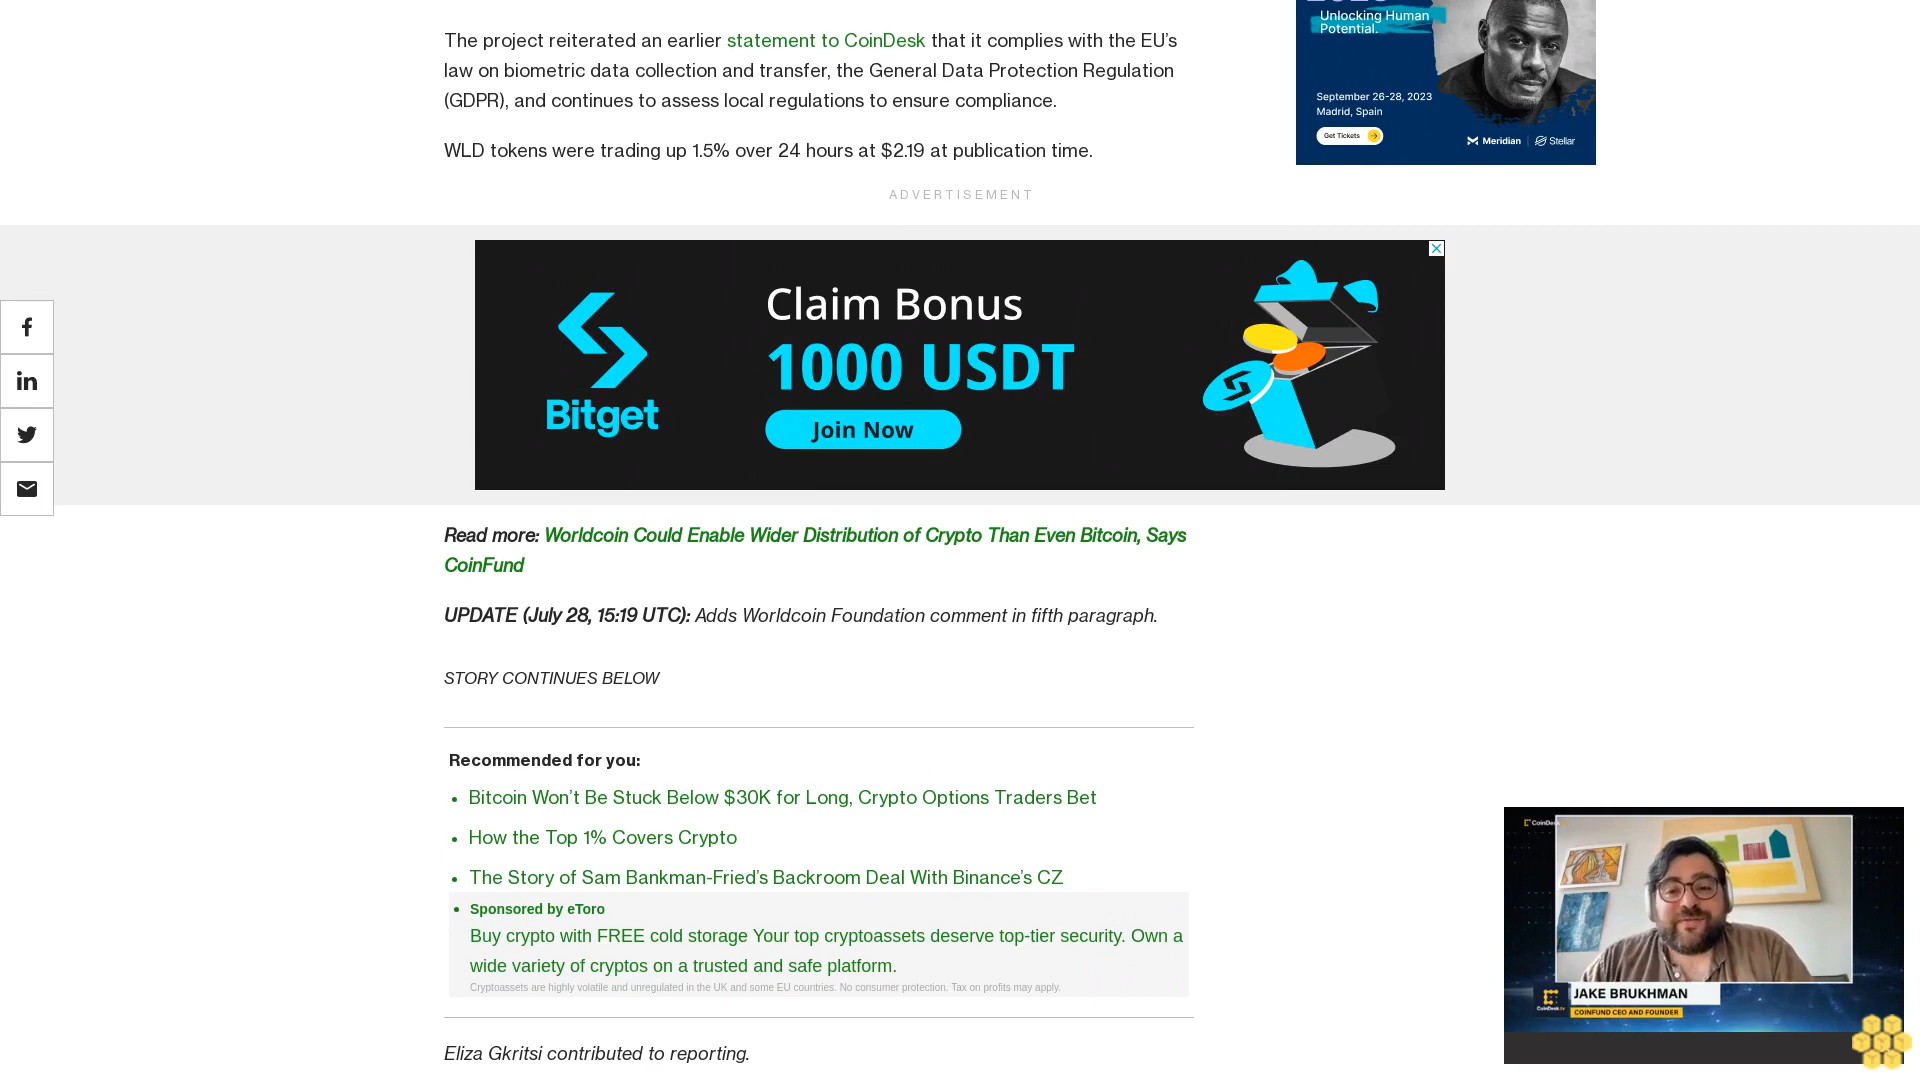 The project reiterated an earlier statement to CoinDesk that it complies with the EU’s
law on biometric data collection and transfer, the General Data Protection Regulation
(GDPR), and continues to assess local regulations to ensure compliance.
WLD tokens were trading up 1.5% over 24 hours at $2.19 at publication time.
Unlocking Human
Potential.
September 26-28, 2023
Madrid, Spain
Get Tickets
Meridian
Stellar
ADVERTISEMENT
Claim Bonus
1000 USDT
Join Now
Bitget
Read more: Worldcoin Could Enable Wider Distribution of Crypto Than Even Bitcoin, Says
CoinFund
UPDATE (July 28, 15:19 UTC): Adds Worldcoin Foundation comment in fifth paragraph.
STORY CONTINUES BELOW
Recommended for you:
• Bitcoin Won’t Be Stuck Below $30K for Long, Crypto Options Traders Bet
• How the Top 1% Covers Crypto
• The Story of Sam Bankman-Fried’s Backroom Deal With Binance’s CZ
• Sponsored by eToro
Buy crypto with FREE cold storage Your top cryptoassets deserve top-tier security. Own a
wide variety of cryptos on a trusted and safe platform.
Cryptoassets are highly volatile and unregulated in the UK and some EU countries. No consumer protection. Tax on profits may apply.
Eliza Gkritsi contributed to reporting.
JAKE BRUKHMAN
COINFUND CEO AND FOUNDER
CoinDesk.tv